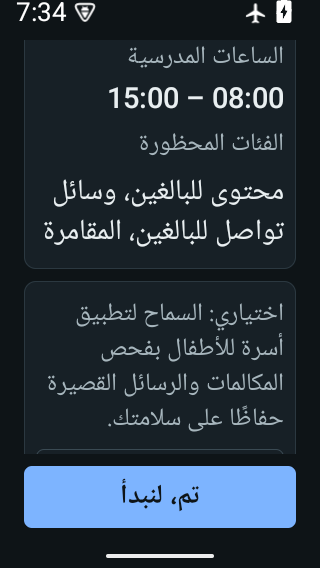 7:34
الساعات المدرسية
08:00 – 15:00
الفئات المحظورة
محتوى للبالغين، وسائل
تواصل للبالغين، المقامرة
اختياري: السماح لتطبيق
أسرة للأطفال بفحص
المكالمات والرسائل القصيرة
حفاظًا على سلامتك.
تم، لنبدأ